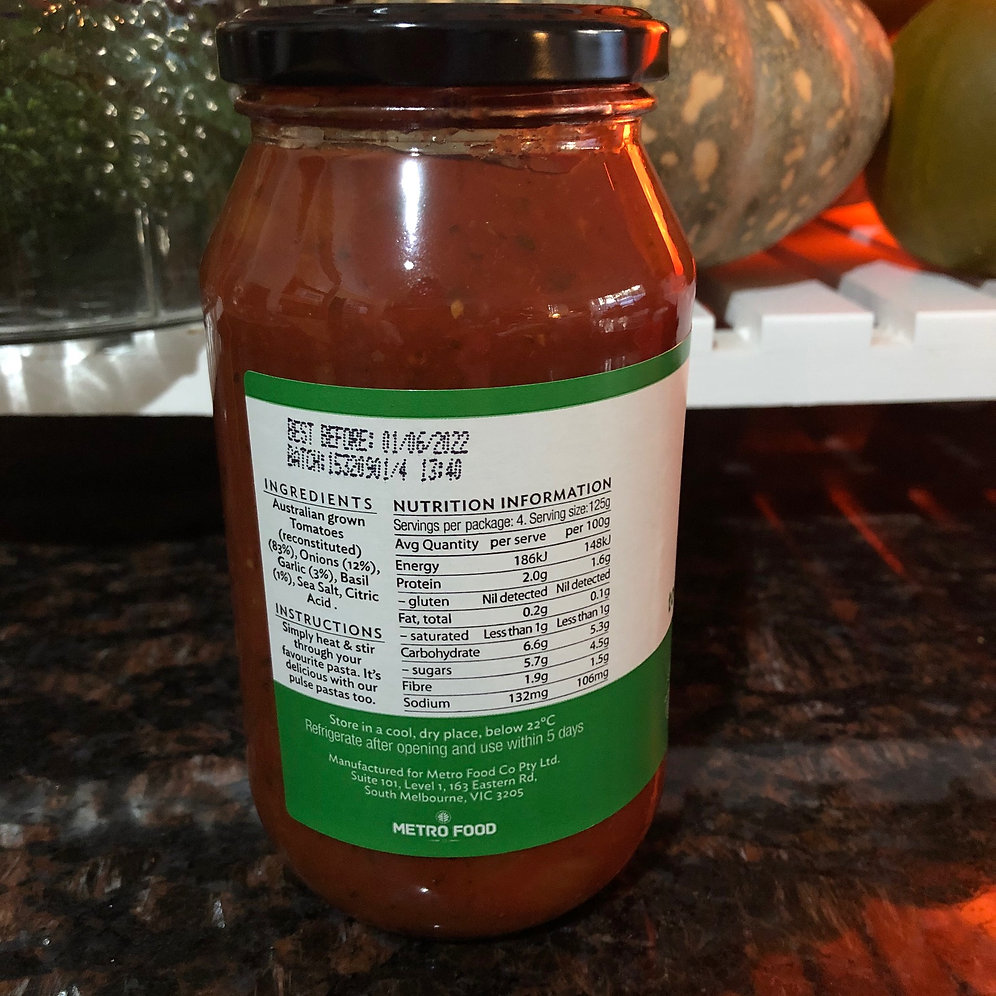 BEST BEFORE: 01/06/2022
BATCH:15320901/4 13:40
INGREDIENTS
Australian grown
Tomatoes
(reconstituted)
(83%), Onions (12%),
Garlic (3%), Basil
(1%), Sea Salt, Citric
Acid .
INSTRUCTIONS
Simply heat & stir
through your
favourite pasta. It's
delicious with our
pulse pastas too.
NUTRITION INFORMATION
Servings per package: 4. Serving size:125g
Avg Quantity per serve per 100g
Energy 186kJ 148kJ
Protein 2.0g 1.6g
– gluten Nil detected Nil detected
Fat, total 0.2g 0.1g
– saturated Less than 1g Less than 1g
Carbohydrate 6.6g 5.3g
– sugars 5.7g 4.5g
Fibre 1.9g 1.5g
Sodium 132mg 106mg
Store in a cool, dry place, below 22°C
Refrigerate after opening and use within 5 days
Manufactured for Metro Food Co Pty Ltd.
Suite 101, Level 1, 163 Eastern Rd,
South Melbourne, VIC 3205
METRO FOOD